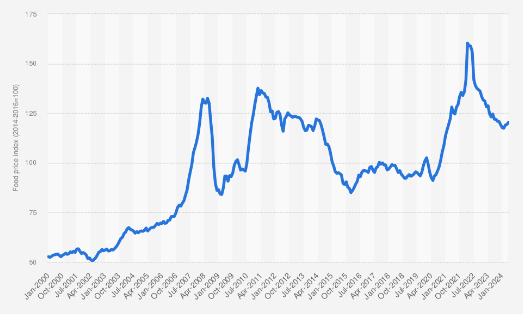 Food price index (2014-2016=100)
175
150
125
100
75
50
Jan-2000
Oct-2000
Jul-2001
Apr-2002
Jan-2003
Oct-2003
Jul-2004
Apr-2005
Jan-2006
Oct-2006
Jul-2007
Apr-2008
Jan-2009
Oct-2009
Jul-2010
Apr-2011
Jan-2012
Oct-2012
Jul-2013
Apr-2014
Jan-2015
Oct-2015
Jul-2016
Apr-2017
Jan-2018
Oct-2018
Jul-2019
Apr-2020
Jan-2021
Oct-2021
Jul-2022
Apr-2023
Jan-2024